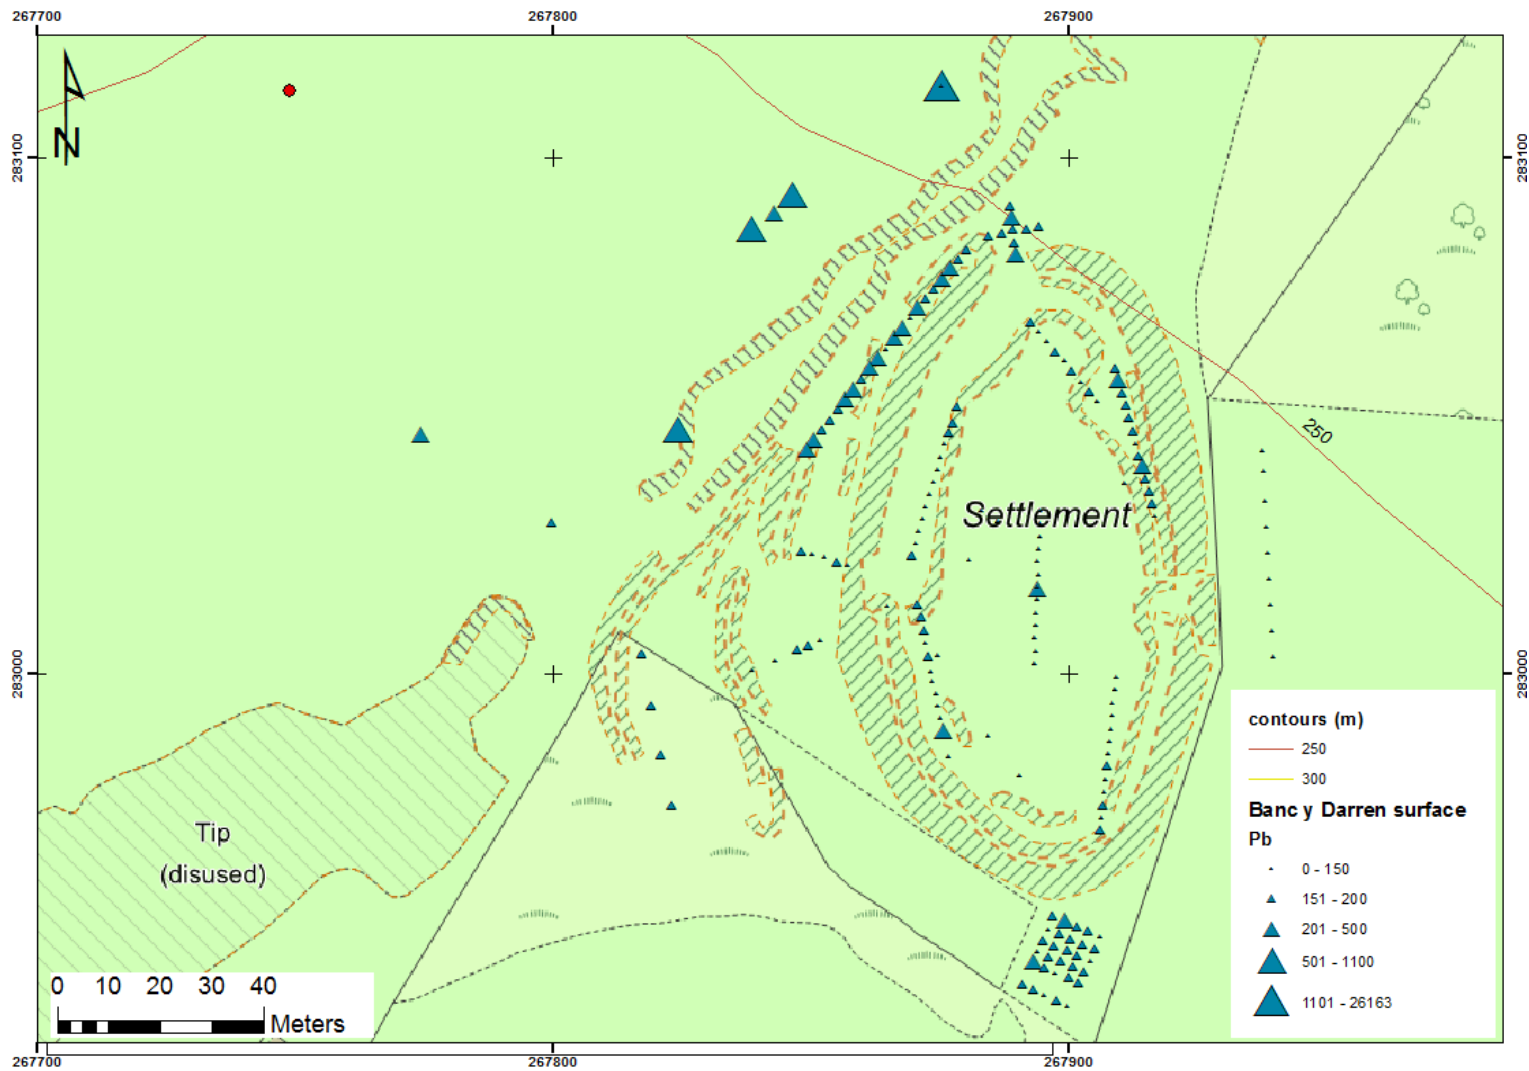 267700
267800
267900
283100
283100
N
250
Settlement
283000
283000
Tip
(disused)
contours (m)
250
300
Banc y Darren surface
Pb
0 - 150
151 - 200
201 - 500
501 - 1100
1101 - 26163
0 10 20 30 40
Meters
267700
267800
267900